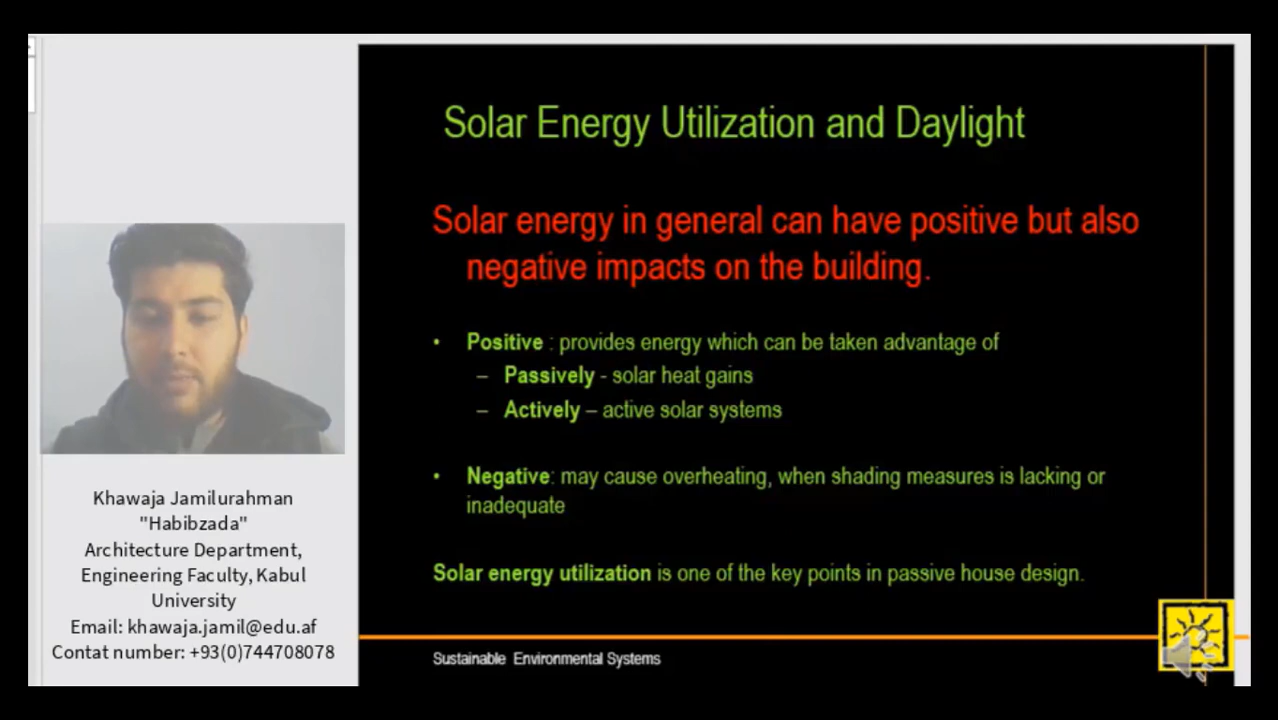 Solar Energy Utilization and Daylight
Solar energy in general can have positive but also
negative impacts on the building.
• Positive : provides energy which can be taken advantage of
– Passively - solar heat gains
– Actively – active solar systems
• Negative: may cause overheating, when shading measures is lacking or
inadequate
Solar energy utilization is one of the key points in passive house design.
Sustainable Environmental Systems
Khawaja Jamilurahman
"Habibzada"
Architecture Department,
Engineering Faculty, Kabul
University
Email: khawaja.jamil@edu.af
Contat number: +93(0)744708078